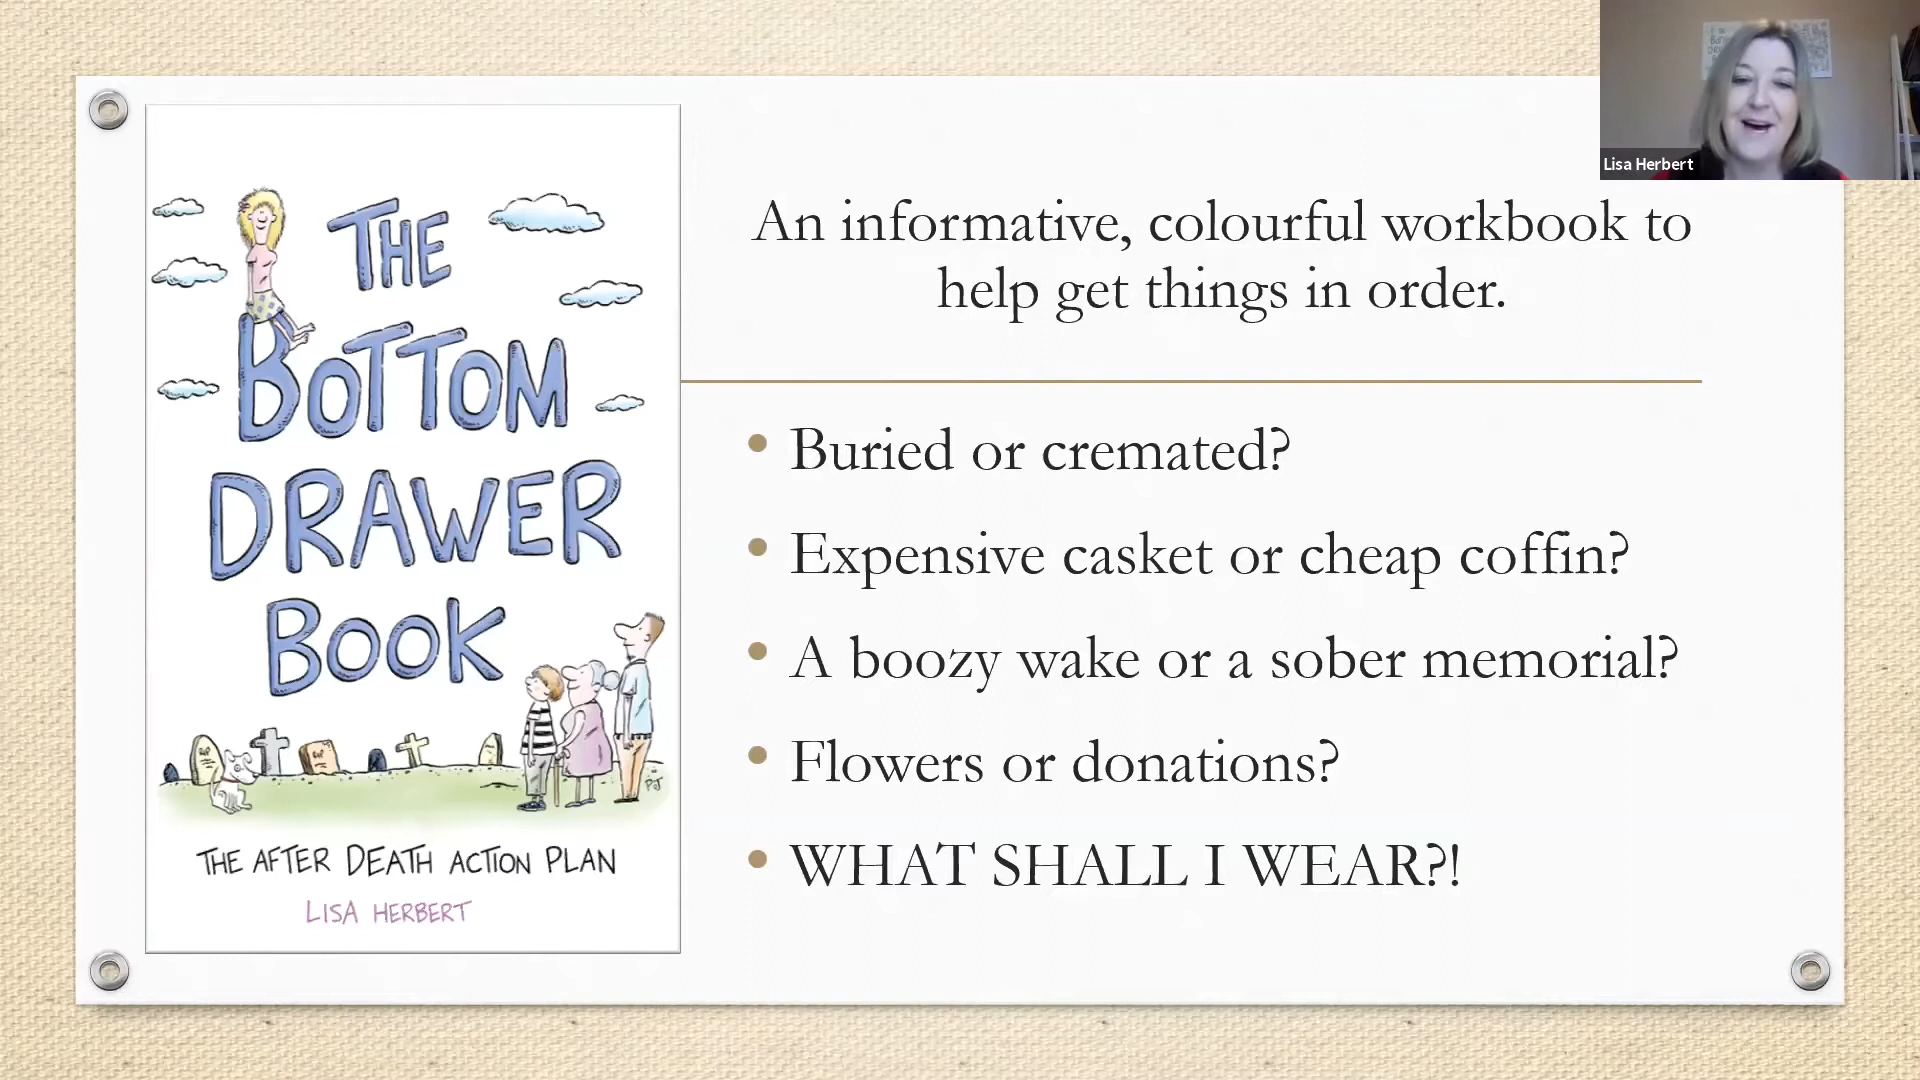 THE
BOTTOM
DRAWER
BOOK
THE AFTER DEATH ACTION PLAN
LISA HERBERT
An informative, colourful workbook to
help get things in order.
• Buried or cremated?
• Expensive casket or cheap coffin?
• A boozy wake or a sober memorial?
• Flowers or donations?
• WHAT SHALL I WEAR?!
Lisa Herbert